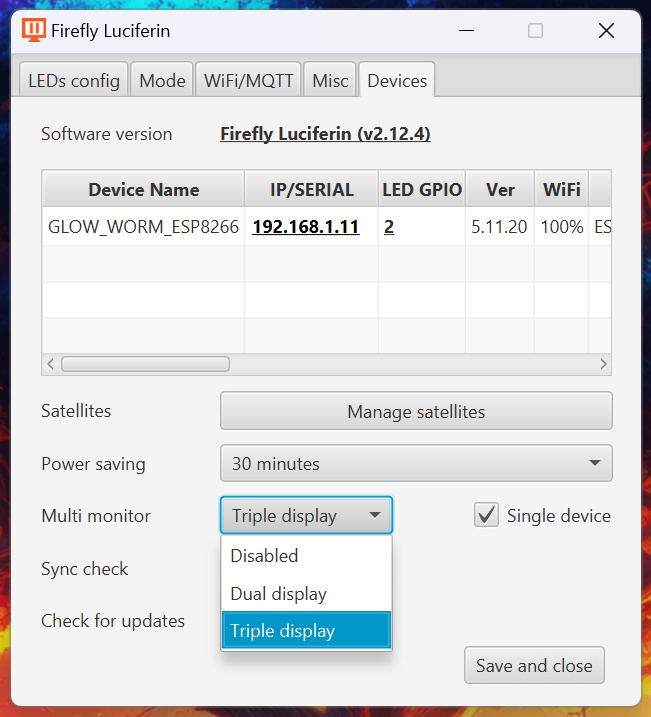 Firefly Luciferin
LEDs config Mode WiFi/MQTT Misc Devices
Software version Firefly Luciferin (v2.12.4)
Device Name IP/SERIAL LED GPIO Ver WiFi
GLOW_WORM_ESP8266 192.168.1.11 2 5.11.20 100% ES
Satellites Manage satellites
Power saving 30 minutes
Multi monitor Triple display Single device
Disabled
Sync check
Dual display
Check for updates
Triple display
Save and close